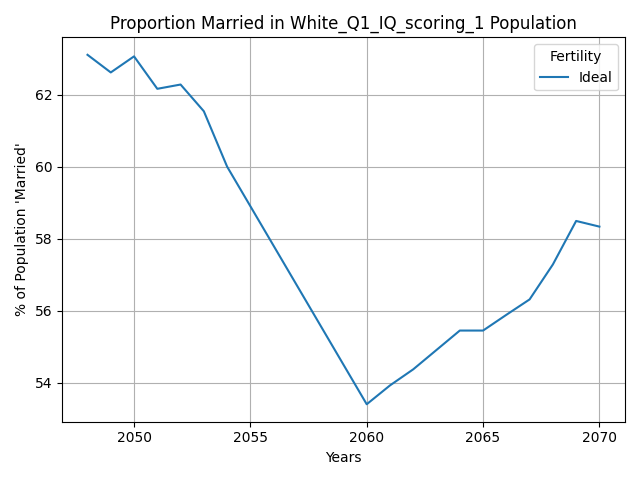 Proportion Married in White_Q1_IQ_scoring_1 Population
Fertility
Ideal
% of Population 'Married'
62
60
58
56
54
2050
2055
2060
2065
2070
Years